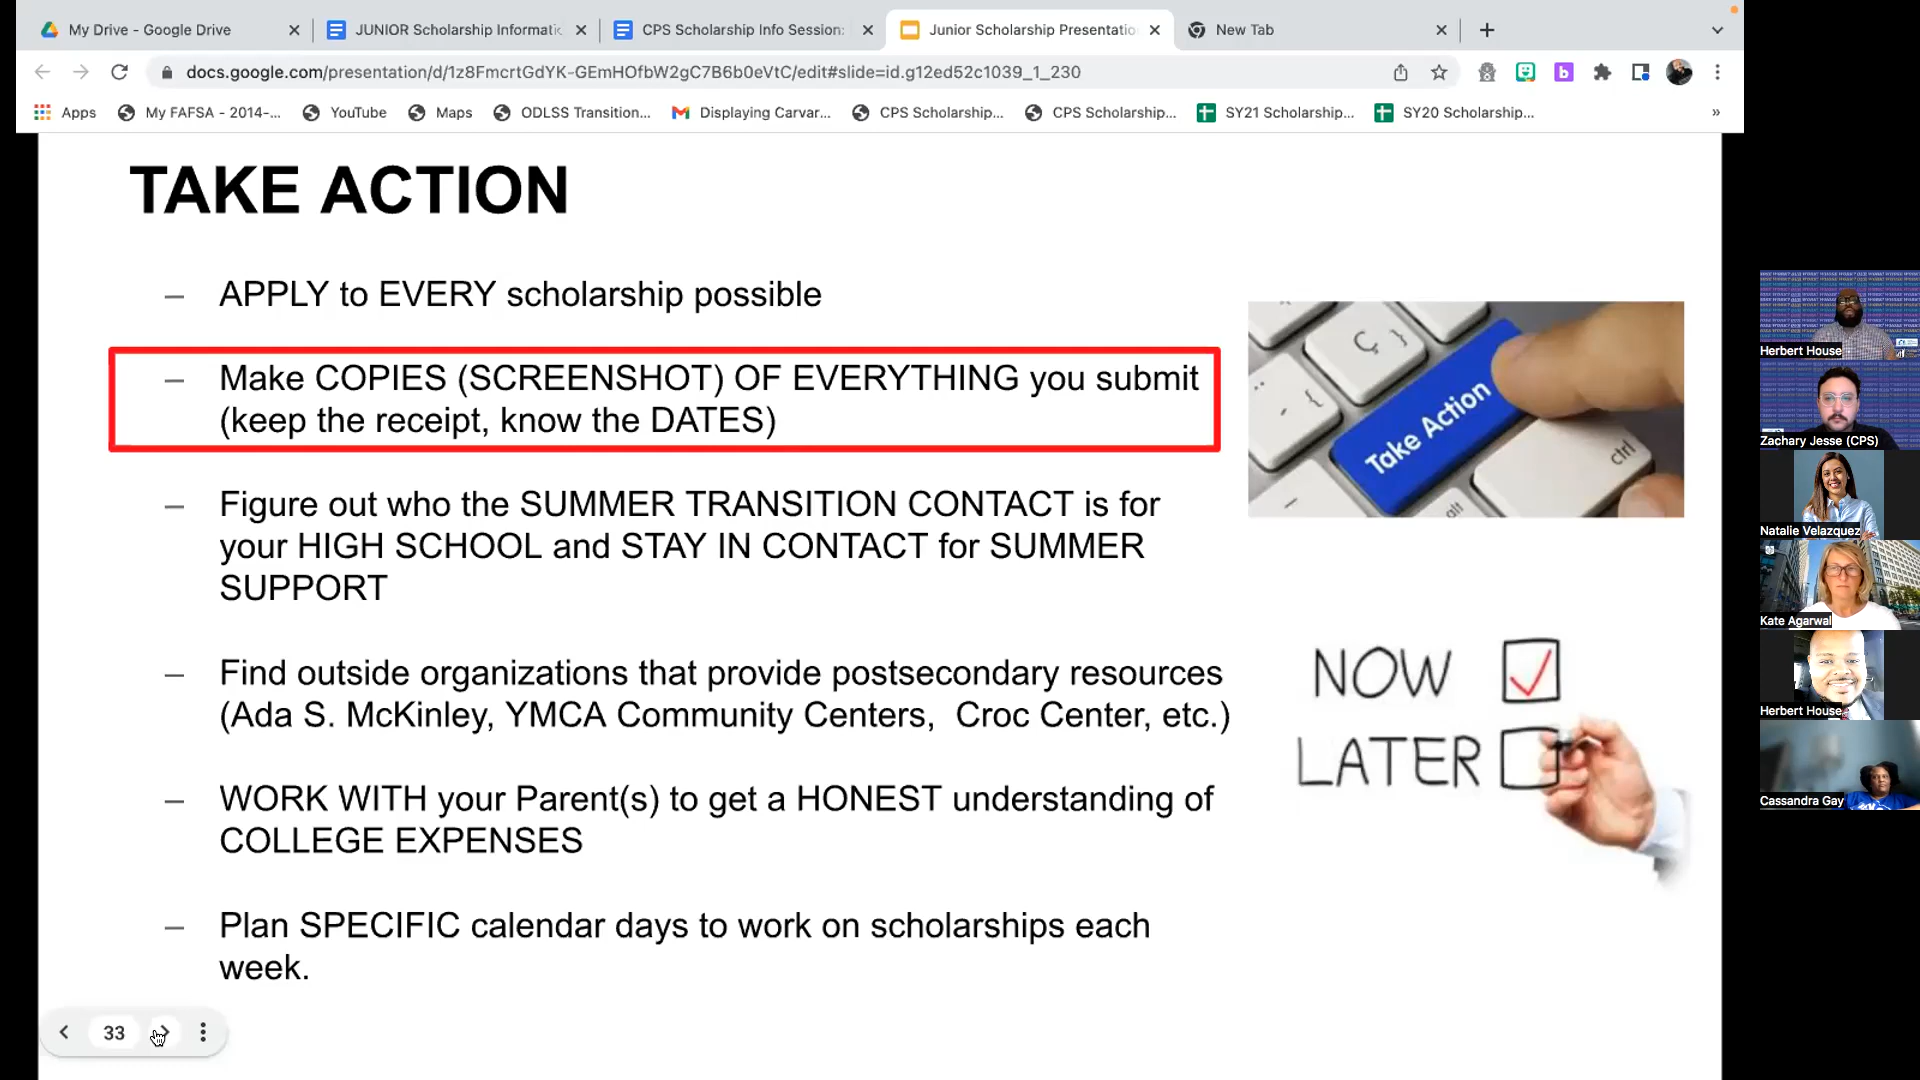 My Drive - Google Drive
JUNIOR Scholarship Informatic
CPS Scholarship Info Session:
Junior Scholarship Presentatio
New Tab
docs.google.com/presentation/d/1z8FmcrtGdYK-GEmHOfbW2gC7B6b0eVtC/edit#slide=id.g12ed52c1039_1_230
b
Apps
My FAFSA - 2014-...
YouTube
Maps
ODLSS Transition...
Displaying Carvar...
CPS Scholarship...
CPS Scholarship...
SY21 Scholarship...
SY20 Scholarship...
»
TAKE ACTION
– APPLY to EVERY scholarship possible
– Make COPIES (SCREENSHOT) OF EVERYTHING you submit
(keep the receipt, know the DATES)
– Figure out who the SUMMER TRANSITION CONTACT is for
your HIGH SCHOOL and STAY IN CONTACT for SUMMER
SUPPORT
– Find outside organizations that provide postsecondary resources
(Ada S. McKinley, YMCA Community Centers, Croc Center, etc.)
– WORK WITH your Parent(s) to get a HONEST understanding of
COLLEGE EXPENSES
– Plan SPECIFIC calendar days to work on scholarships each
week.
Ç }
Take Action
ctrl
alt
NOW
LATER
33
Herbert House
Zachary Jesse (CPS)
Natalie Velazquez
Kate Agarwal
Herbert House
Cassandra Gay